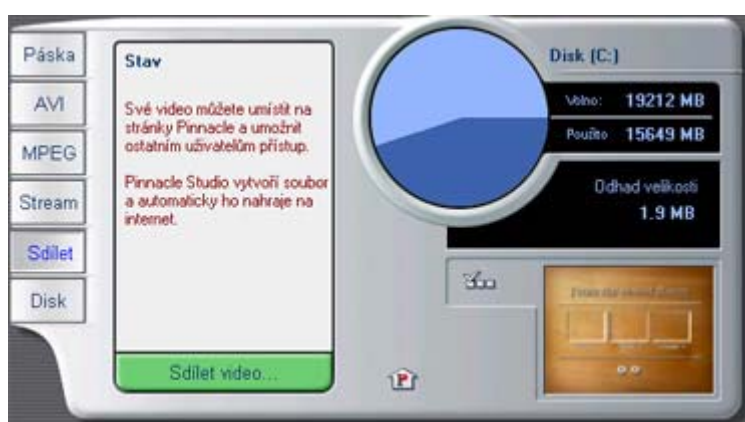 Páska
AVI
MPEG
Stream
Sdílet
Disk
Stav
Své video můžete umístit na
stránky Pinnacle a umožnit
ostatním uživatelům přístup.
Pinnacle Studio vytvoří soubor
a automaticky ho nahraje na
internet.
Sdílet video...
Disk (C:)
Volno: 19212 MB
Použito 15649 MB
Odhad velikosti
1.9 MB
P